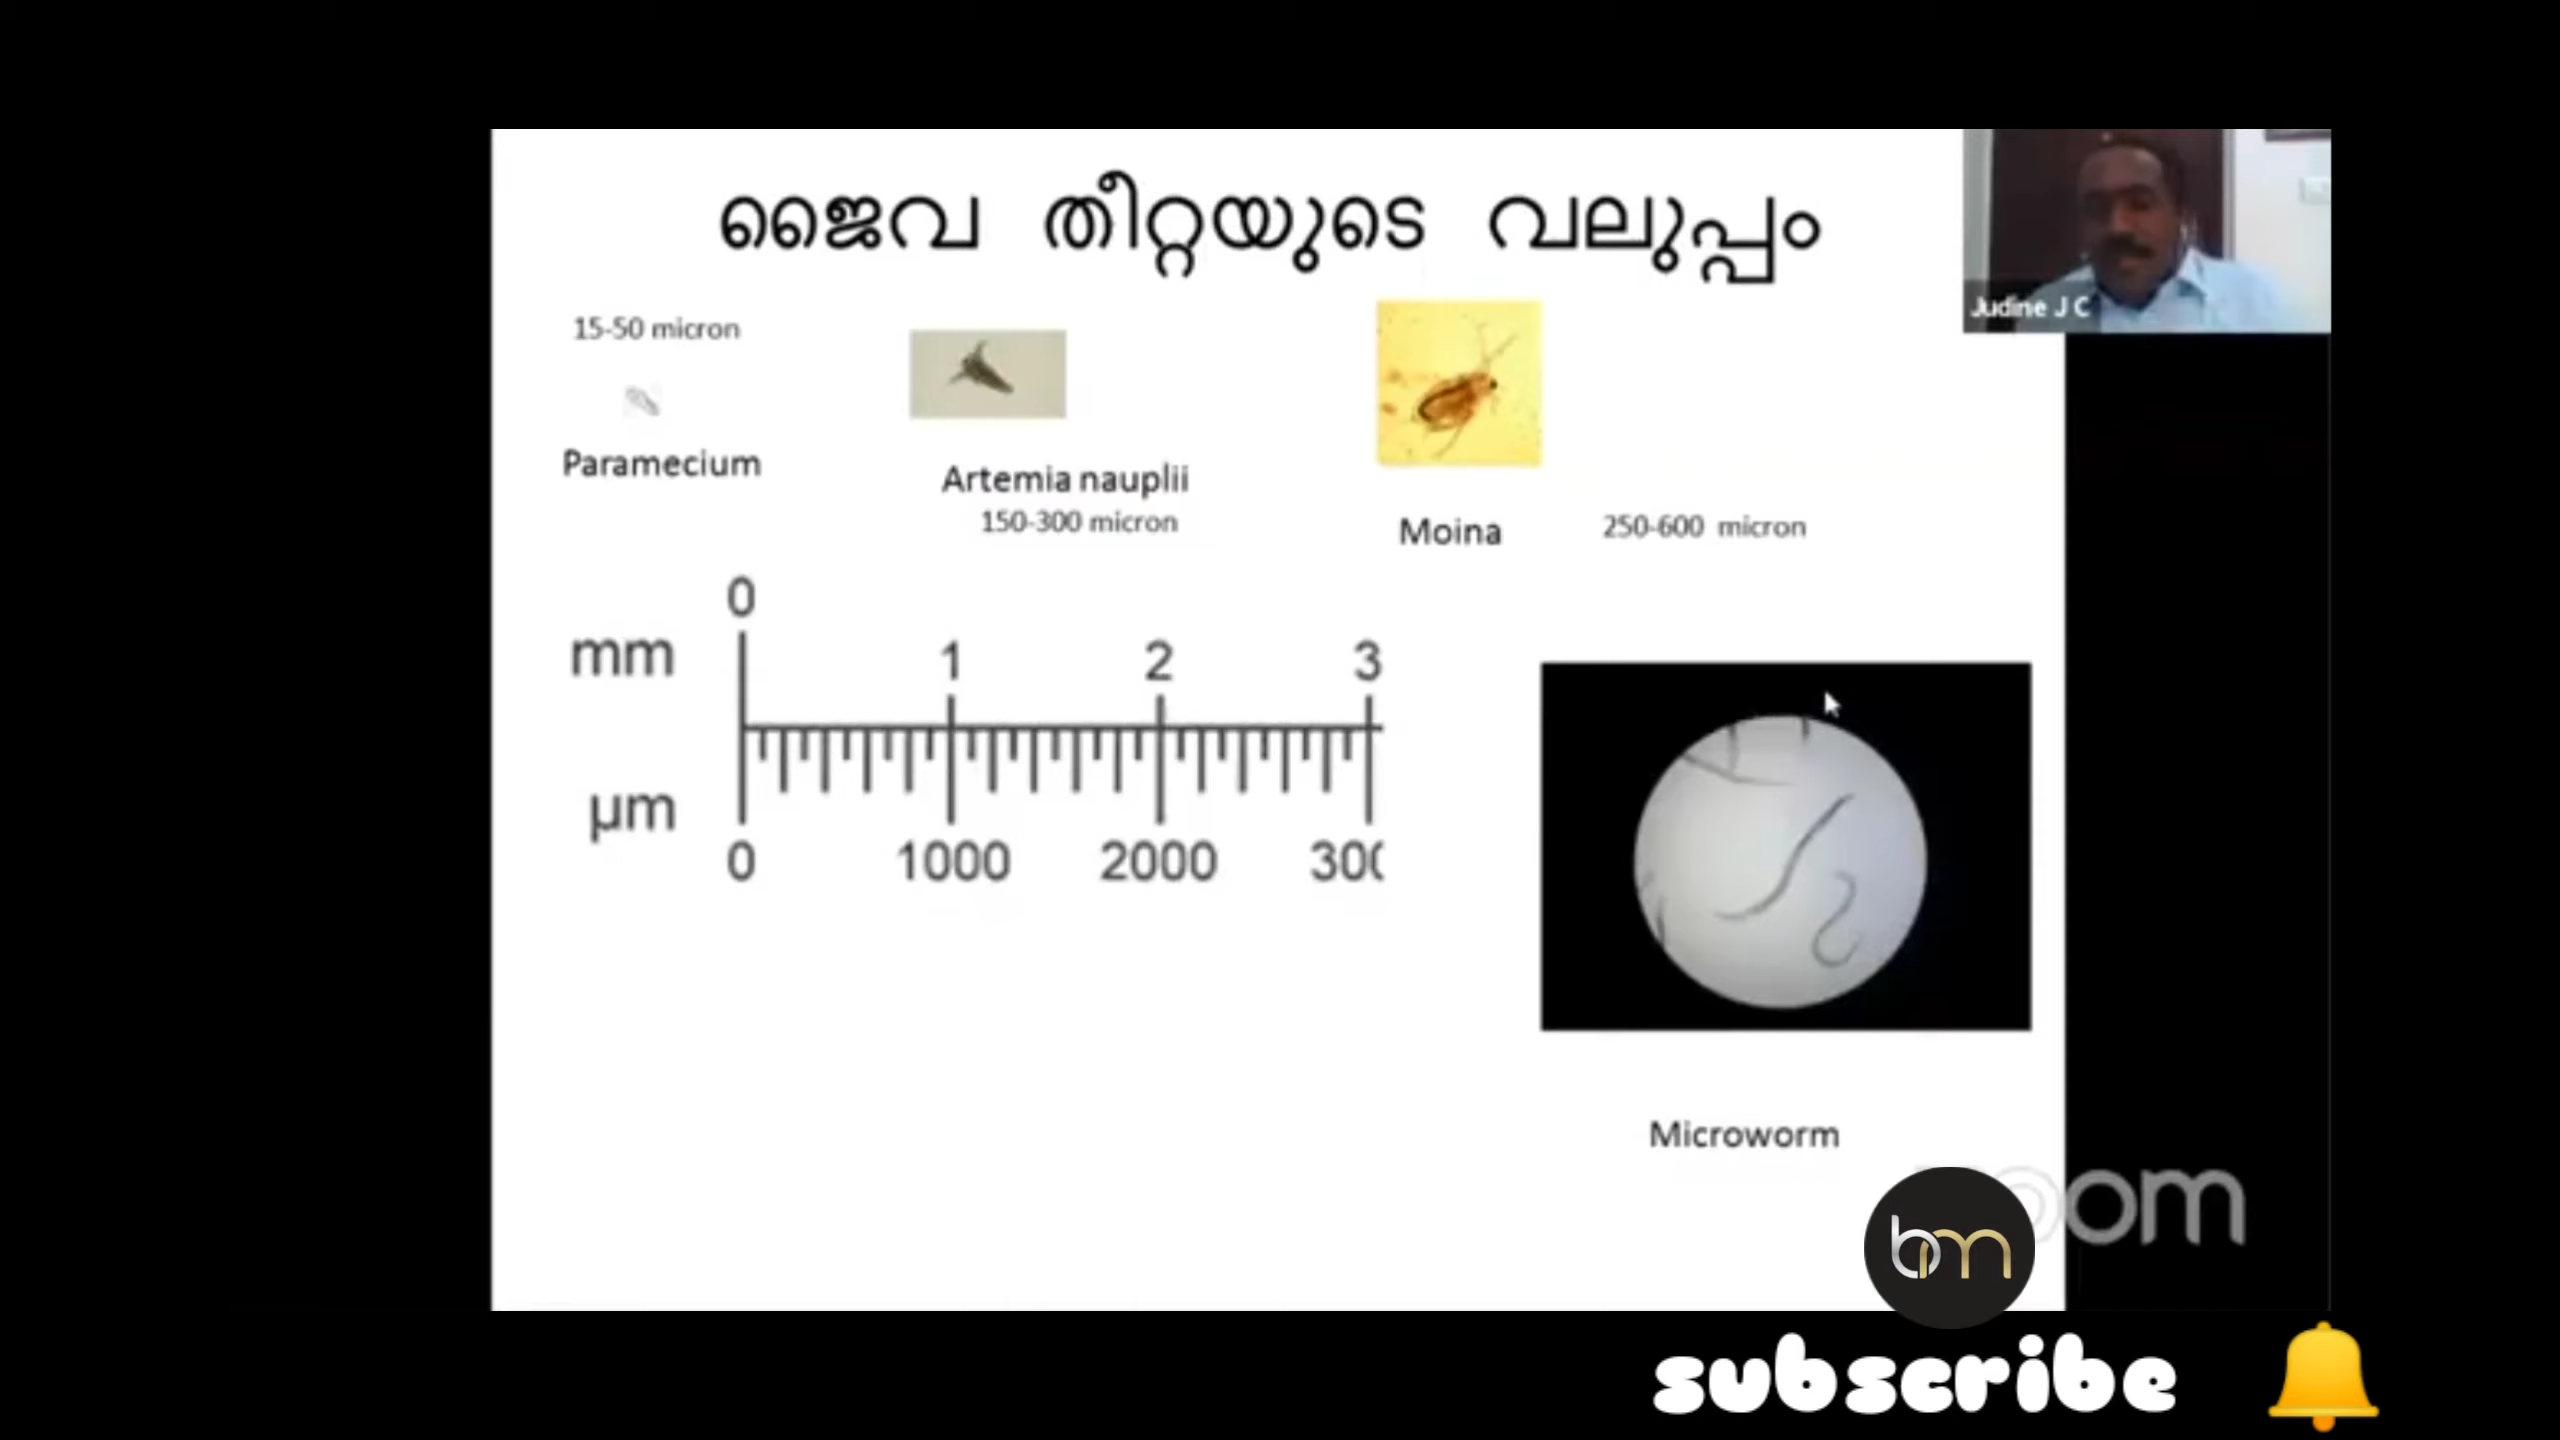 ജൈവ തീറ്റയുടെ വലുപ്പം
Judine J C
15-50 micron
Paramecium
Artemia nauplii
150-300 micron
Moina
250-600 micron
0
mm
1
2
3
μm
0
1000
2000
Microworm
bm
subscribe